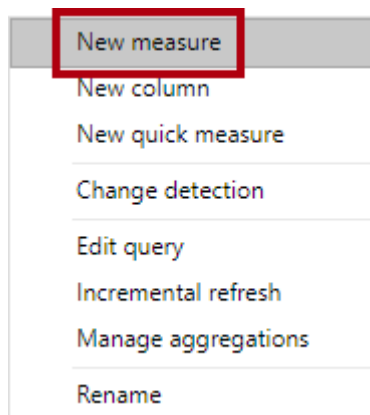 New measure
New column
New quick measure
Change detection
Edit query
Incremental refresh
Manage aggregations
Rename